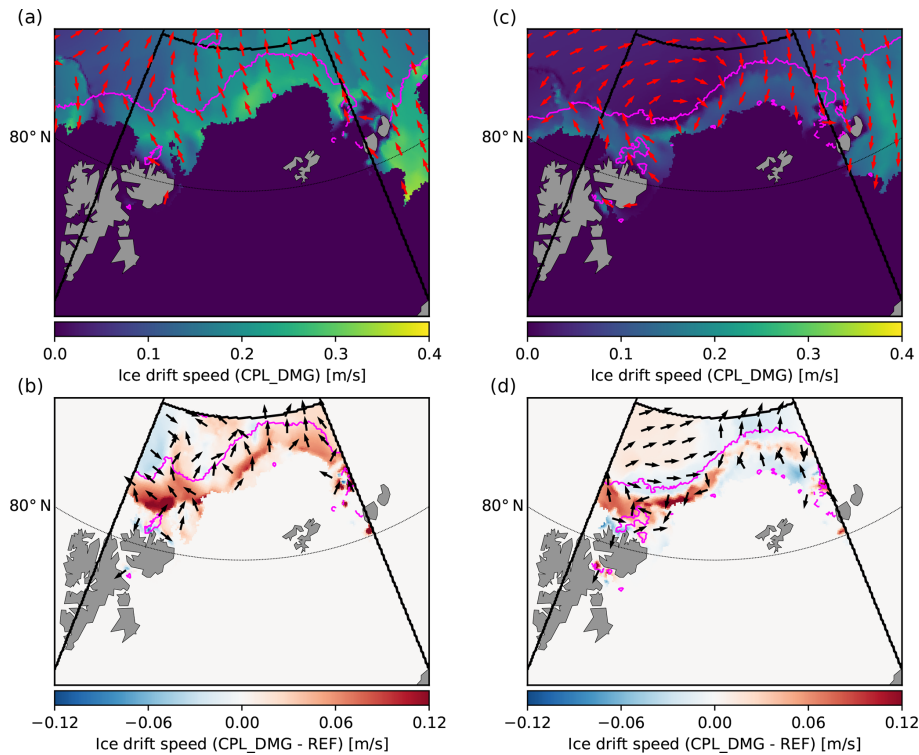 (a)
(c)
80° N
80° N
0.0 0.1 0.2 0.3 0.4
0.0 0.1 0.2 0.3 0.4
Ice drift speed (CPL_DMG) [m/s]
Ice drift speed (CPL_DMG) [m/s]
(b)
(d)
80° N
80° N
−0.12 −0.06 0.00 0.06 0.12
−0.12 −0.06 0.00 0.06 0.12
Ice drift speed (CPL_DMG - REF) [m/s]
Ice drift speed (CPL_DMG - REF) [m/s]